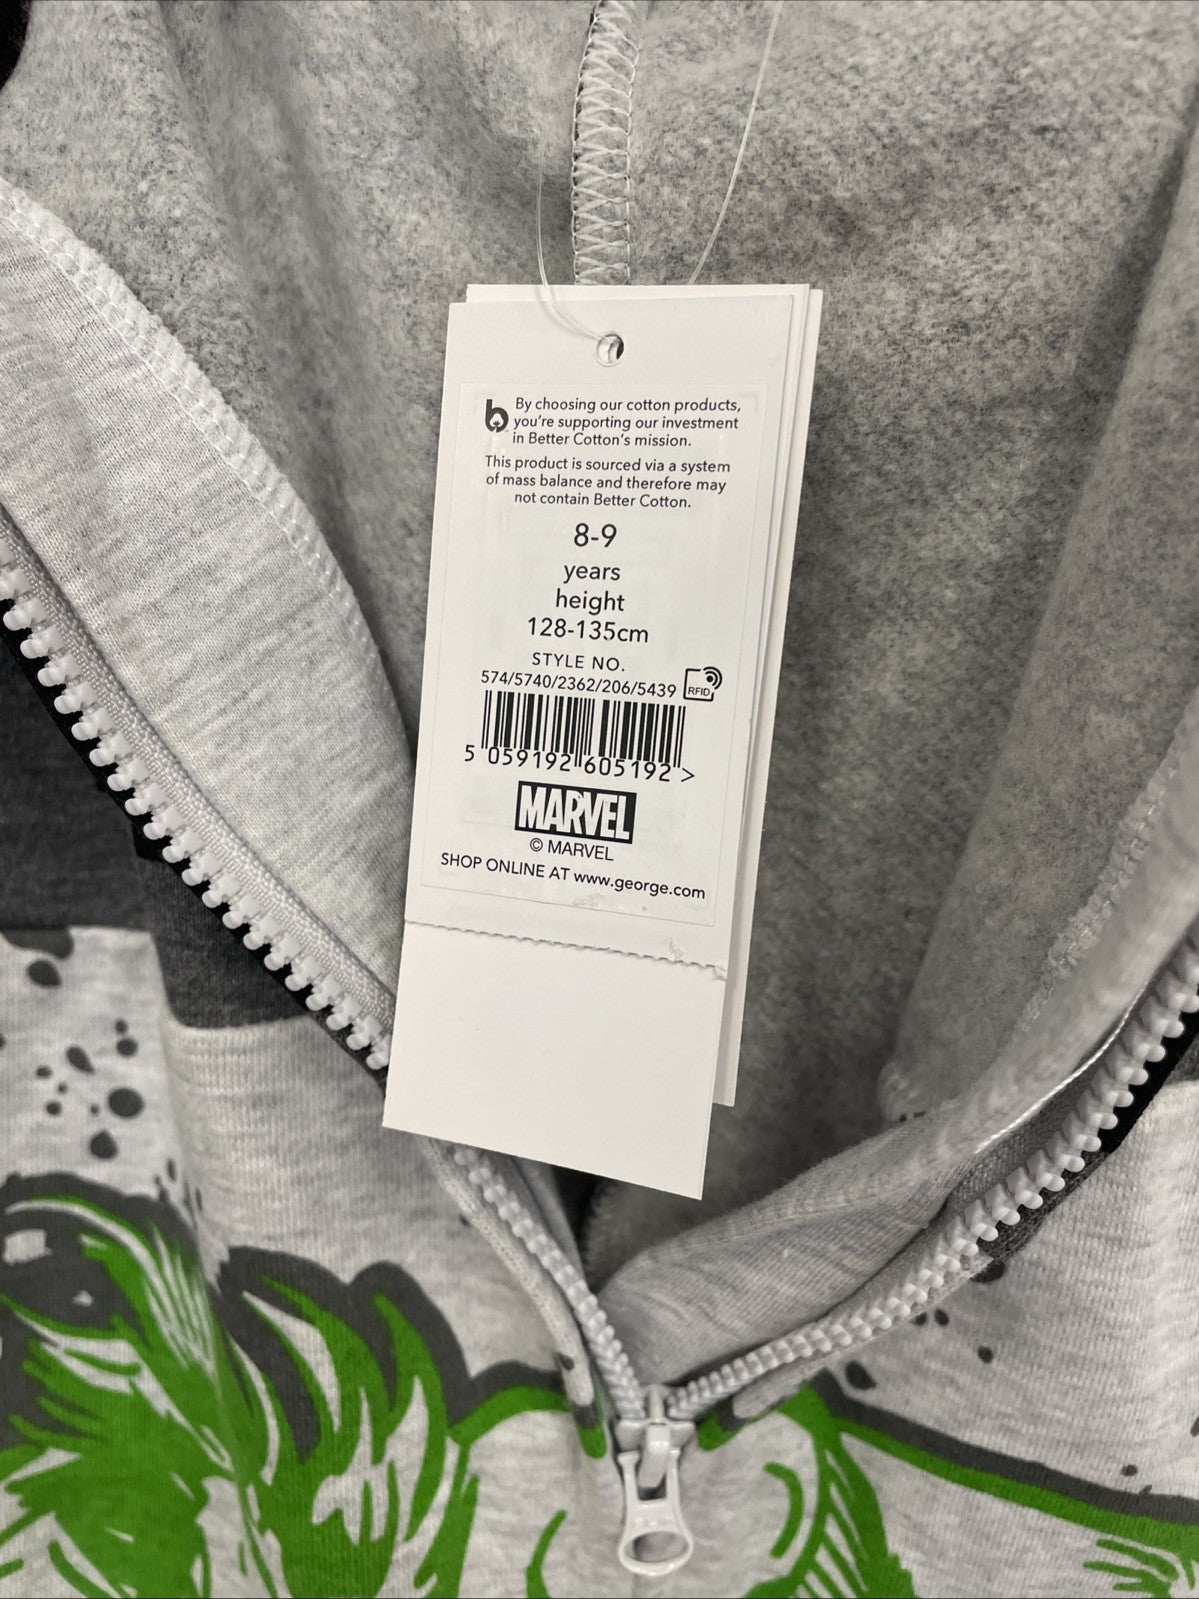 b By choosing our cotton products,
you're supporting our investment
in Better Cotton's mission.
This product is sourced via a system
of mass balance and therefore may
not contain Better Cotton.
8-9
years
height
128-135cm
STYLE NO.
574/5740/2362/206/5439
RFID
5 059192 605192 >
MARVEL
© MARVEL
SHOP ONLINE AT www.george.com